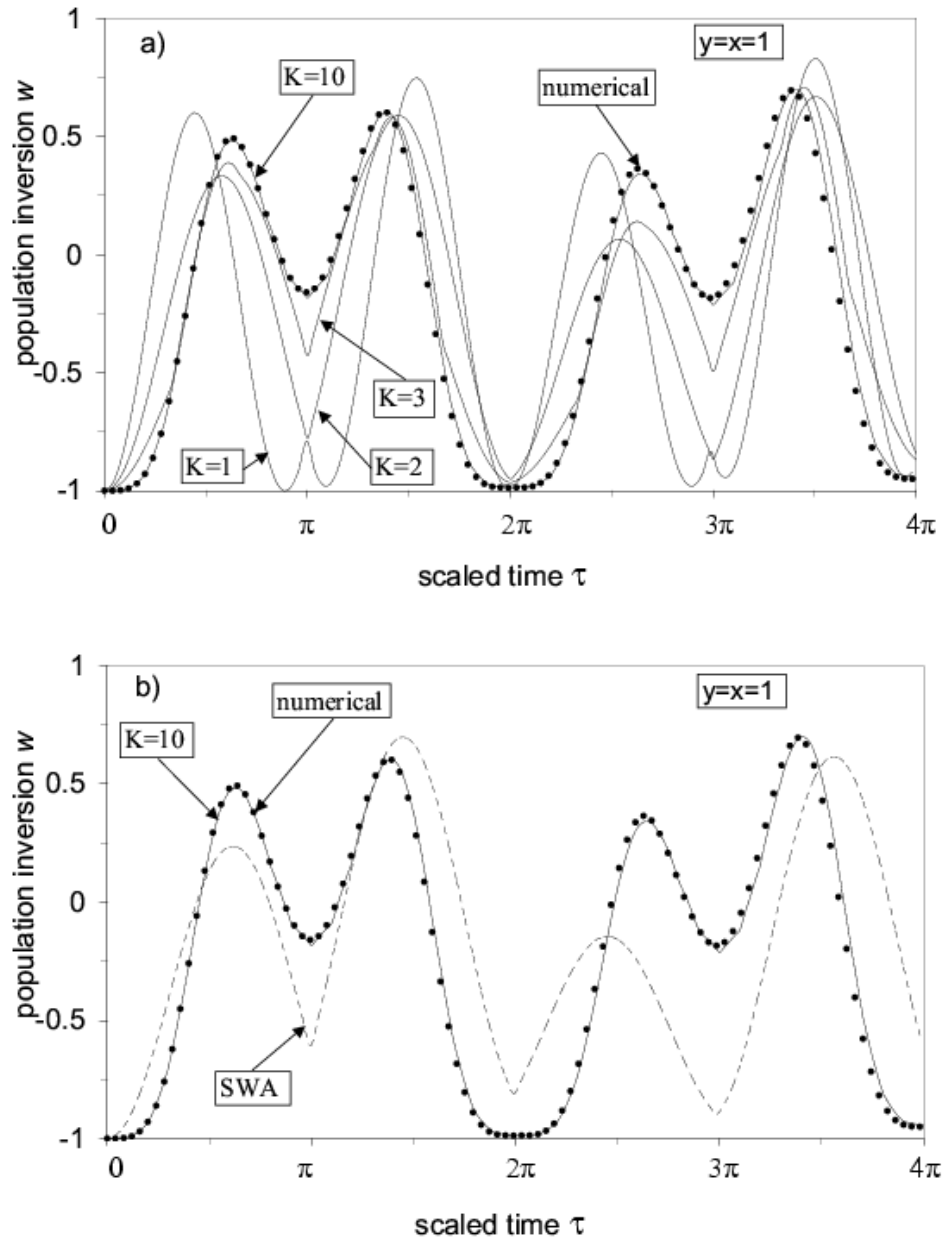 a)
y=x=1
K=10
numerical
K=3
K=1
K=2
population inversion w
1
0.5
0
-0.5
-1
0
π
2π
3π
4π
scaled time τ
b)
y=x=1
numerical
K=10
SWA
population inversion w
1
0.5
0
-0.5
-1
0
π
2π
3π
4π
scaled time τ